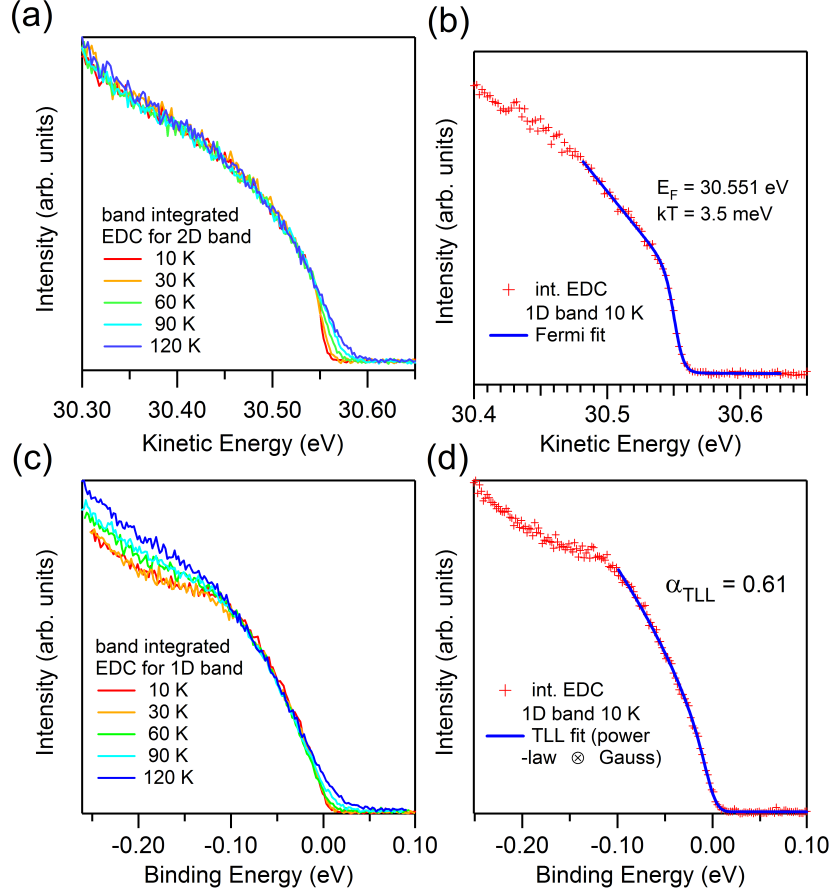 (a)
Intensity (arb. units)
band integrated
EDC for 2D band
10 K
30 K
60 K
90 K
120 K
30.30 30.40 30.50 30.60
Kinetic Energy (eV)
(b)
Intensity (arb. units)
E_F = 30.551 eV
kT = 3.5 meV
int. EDC
1D band 10 K
Fermi fit
30.4 30.5 30.6
Kinetic Energy (eV)
(c)
Intensity (arb. units)
band integrated
EDC for 1D band
10 K
30 K
60 K
90 K
120 K
-0.20 -0.10 0.00 0.10
Binding Energy (eV)
(d)
Intensity (arb. units)
α_TLL = 0.61
int. EDC
1D band 10 K
TLL fit (power
-law ⊗ Gauss)
-0.20 -0.10 0.00 0.10
Binding Energy (eV)